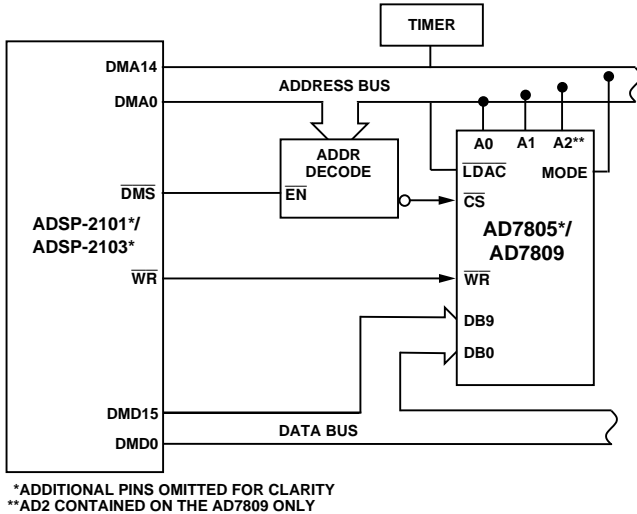 TIMER
DMA14
ADDRESS BUS
DMA0
ADDR
DECODE
A0 A1 A2**
LDAC
MODE
DMS
EN
CS
ADSP-2101*/
ADSP-2103*
AD7805*/
AD7809
WR
WR
DB9
DB0
DMD15
DATA BUS
DMD0
*ADDITIONAL PINS OMITTED FOR CLARITY
**AD2 CONTAINED ON THE AD7809 ONLY